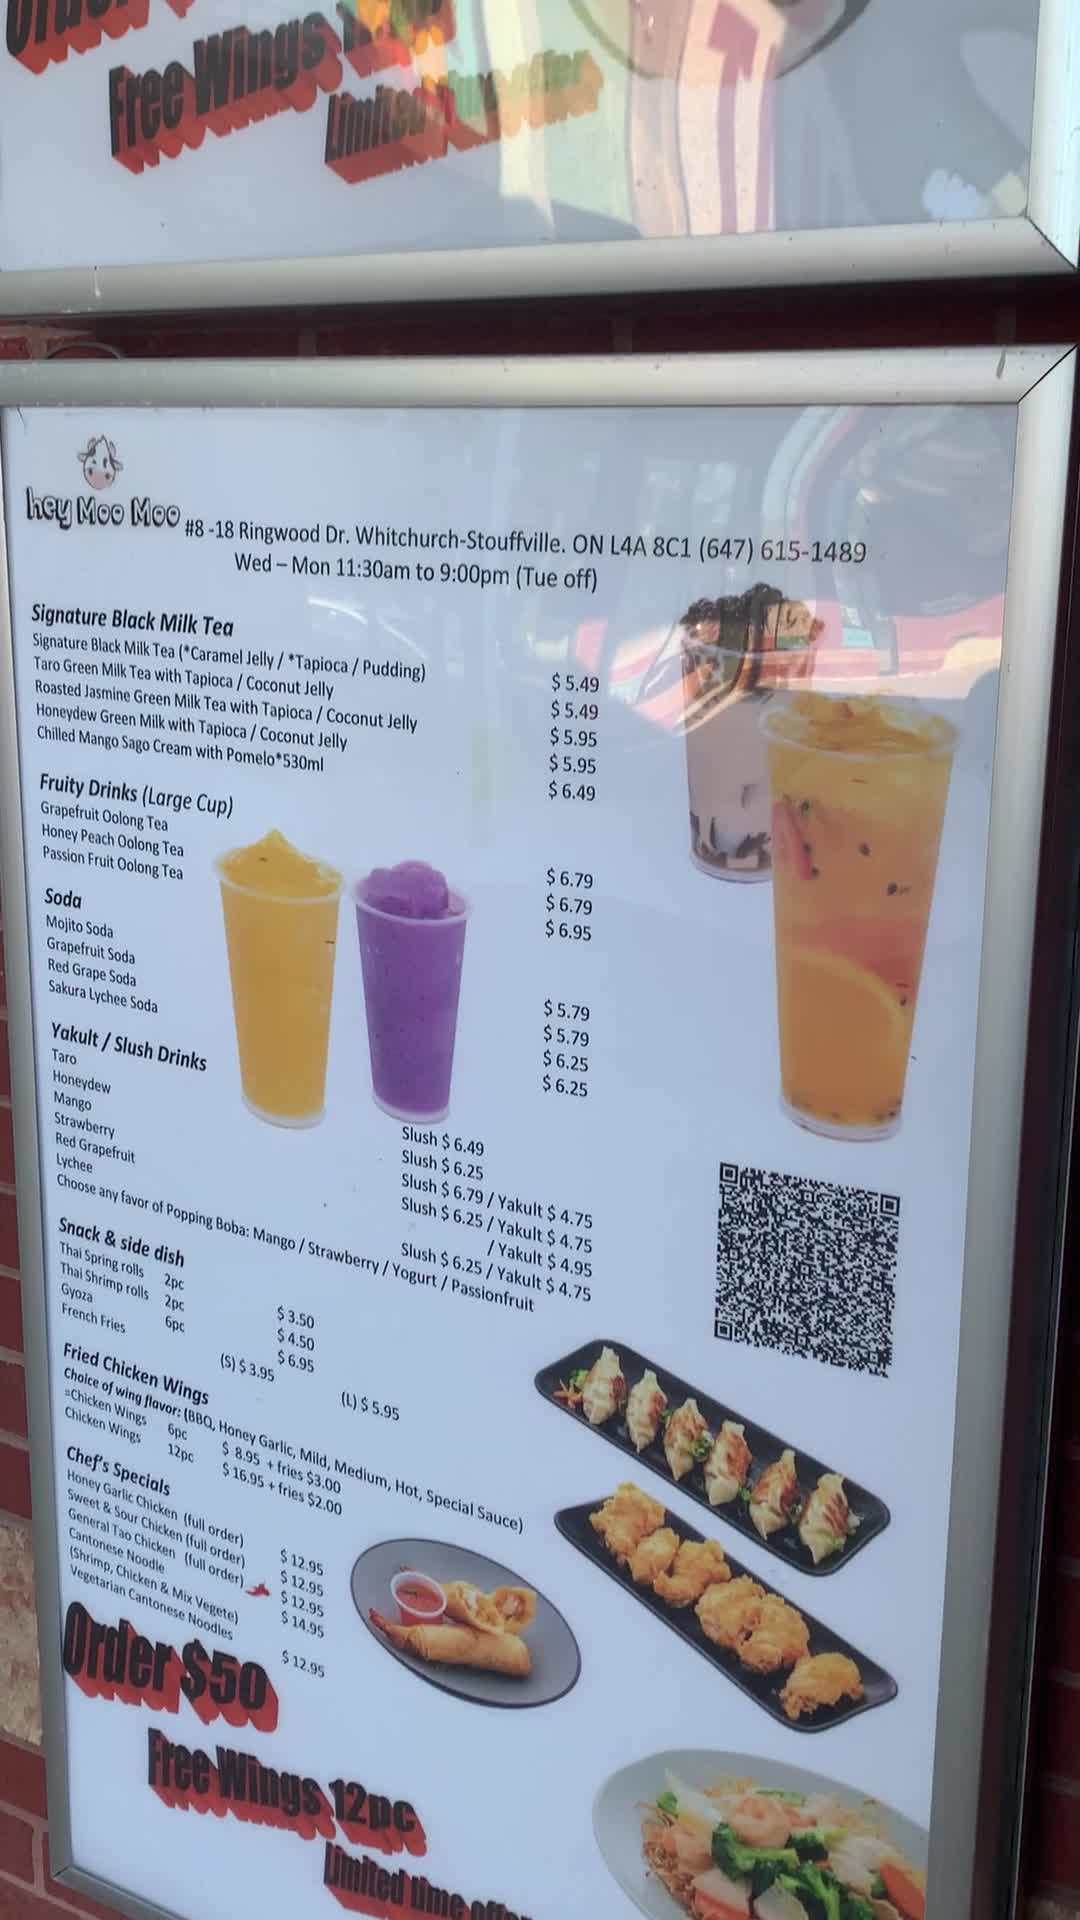 Order
Free Wings 12pc
Limited time offer
hey Moo Moo
#8 -18 Ringwood Dr. Whitchurch-Stouffville. ON L4A 8C1 (647) 615-1489
Wed – Mon 11:30am to 9:00pm (Tue off)
Signature Black Milk Tea
Signature Black Milk Tea (*Caramel Jelly / *Tapioca / Pudding) $ 5.49
Taro Green Milk Tea with Tapioca / Coconut Jelly $ 5.49
Roasted Jasmine Green Milk Tea with Tapioca / Coconut Jelly $ 5.95
Honeydew Green Milk with Tapioca / Coconut Jelly $ 5.95
Chilled Mango Sago Cream with Pomelo*530ml $ 6.49
Fruity Drinks (Large Cup)
Grapefruit Oolong Tea $ 6.79
Honey Peach Oolong Tea $ 6.79
Passion Fruit Oolong Tea $ 6.95
Soda
Mojito Soda $ 5.79
Grapefruit Soda $ 5.79
Red Grape Soda $ 6.25
Sakura Lychee Soda $ 6.25
Yakult / Slush Drinks
Taro Slush $ 6.49
Honeydew Slush $ 6.25
Mango Slush $ 6.79 / Yakult $ 4.75
Strawberry Slush $ 6.25 / Yakult $ 4.75
Red Grapefruit / Yakult $ 4.95
Lychee Slush $ 6.25 / Yakult $ 4.75
Choose any favor of Popping Boba: Mango / Strawberry / Yogurt / Passionfruit
Snack & side dish
Thai Spring rolls 2pc $ 3.50
Thai Shrimp rolls 2pc $ 4.50
Gyoza 6pc $ 6.95
French Fries (S) $ 3.95 (L) $ 5.95
Fried Chicken Wings
Choice of wing flavor: (BBQ, Honey Garlic, Mild, Medium, Hot, Special Sauce)
=Chicken Wings 6pc $ 8.95 + fries $3.00
Chicken Wings 12pc $ 16.95 + fries $2.00
Chef's Specials
Honey Garlic Chicken (full order) $ 12.95
Sweet & Sour Chicken (full order) $ 12.95
General Tao Chicken (full order) $ 12.95
Cantonese Noodle $ 14.95
(Shrimp, Chicken & Mix Vegete)
Vegetarian Cantonese Noodles $ 12.95
Order $50
Free Wings 12pc
Limited time offer